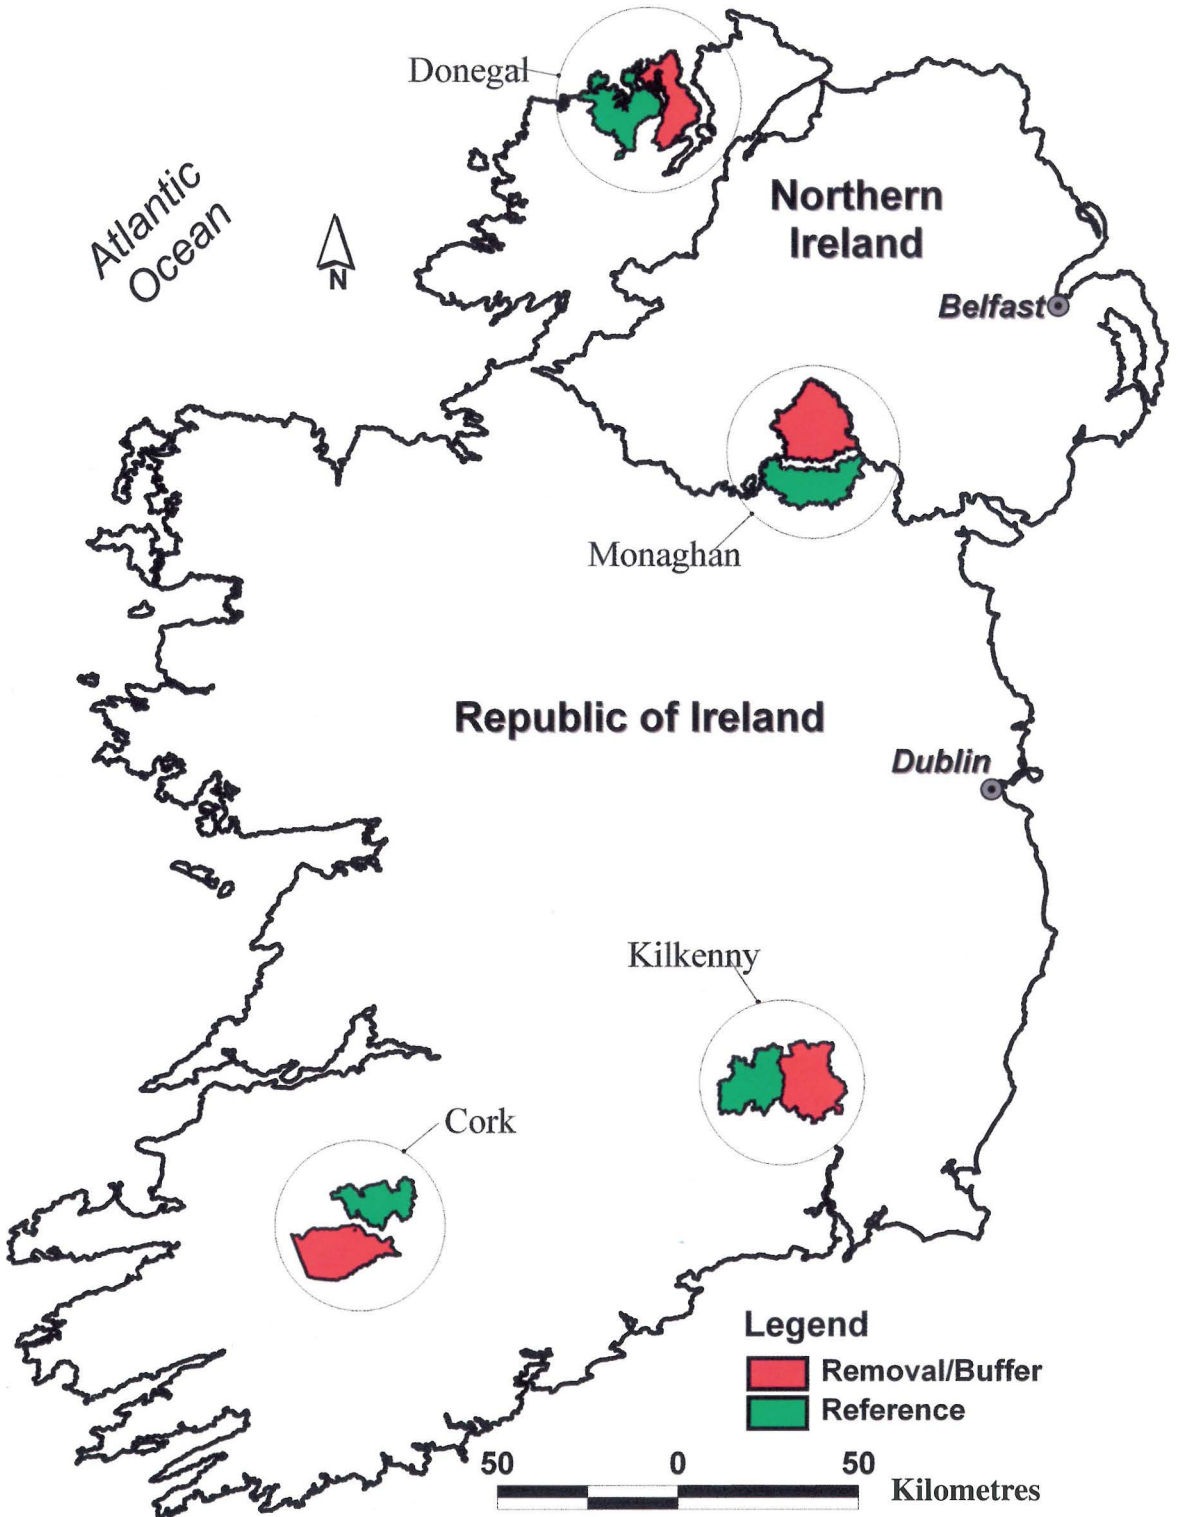 Donegal
Atlantic
Ocean
N
Northern
Ireland
Belfast
Monaghan
Republic of Ireland
Dublin
Kilkenny
Cork
Legend
Removal/Buffer
Reference
50 0 50
Kilometres